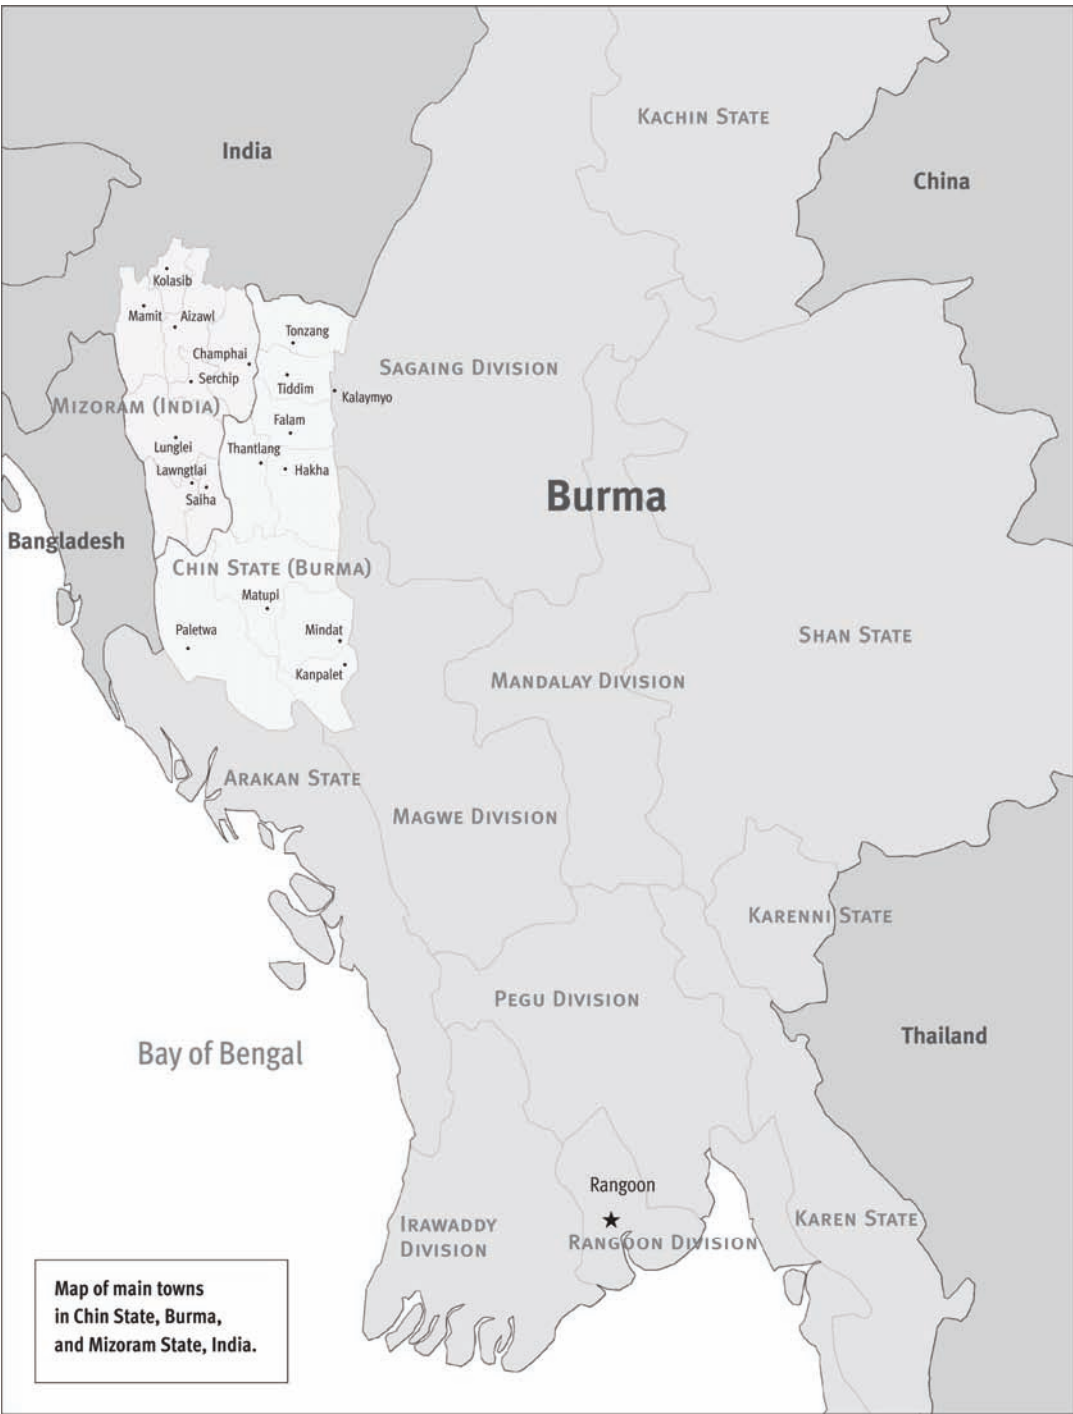 KACHIN STATE
India
China
Kolasib
Mamit
Aizawl
Tonzang
Champhai
SAGAING DIVISION
Serchip
Tiddim
Kalaymyo
MIZORAM (INDIA)
Falam
Lunglei
Thantlang
Lawngtlai
Hakha
Saiha
Burma
Bangladesh
CHIN STATE (BURMA)
Matupi
Paletwa
Mindat
SHAN STATE
Kanpalet
MANDALAY DIVISION
ARAKAN STATE
MAGWE DIVISION
KARENNI STATE
PEGU DIVISION
Thailand
Bay of Bengal
Rangoon
IRAWADDY
DIVISION
RANGOON DIVISION
KAREN STATE
Map of main towns
in Chin State, Burma,
and Mizoram State, India.